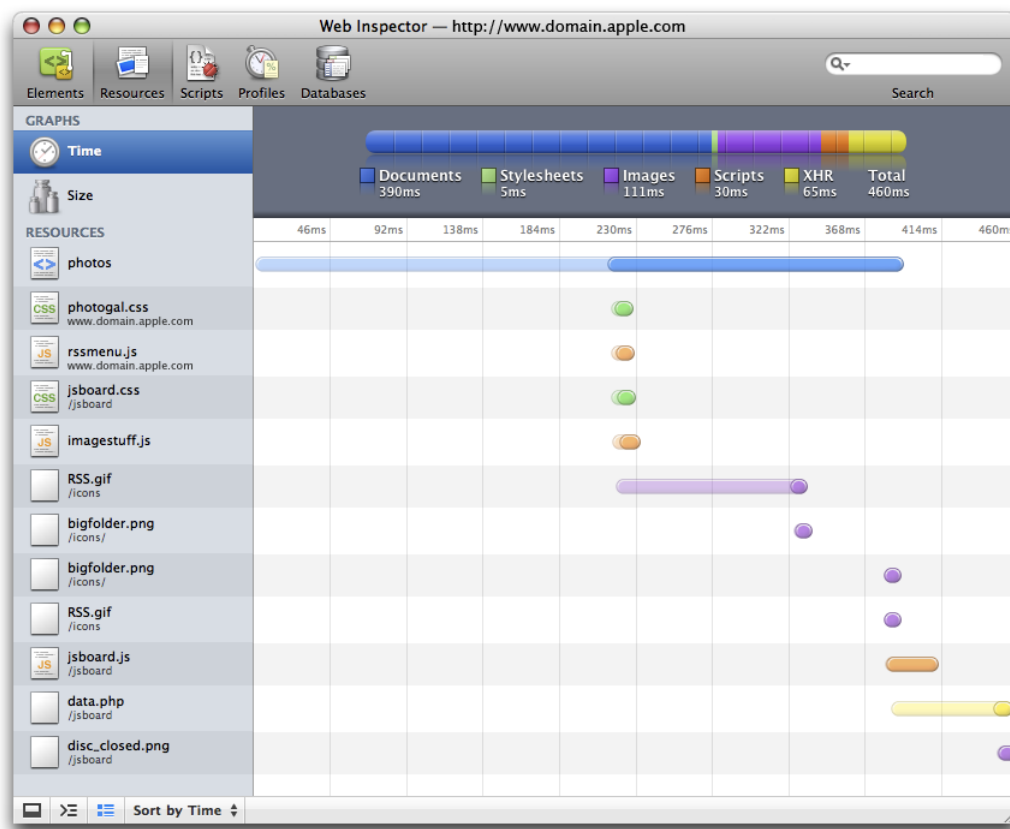 Web Inspector — http://www.domain.apple.com
Elements Resources Scripts Profiles Databases Search
GRAPHS
Time
Size
Documents Stylesheets Images Scripts XHR Total
390ms 5ms 111ms 30ms 65ms 460ms
RESOURCES
46ms 92ms 138ms 184ms 230ms 276ms 322ms 368ms 414ms 460ms
photos
photogal.css
www.domain.apple.com
rssmenu.js
www.domain.apple.com
jsboard.css
/jsboard
imagestuff.js
RSS.gif
/icons
bigfolder.png
/icons/
bigfolder.png
/icons/
RSS.gif
/icons
jsboard.js
/jsboard
data.php
/jsboard
disc_closed.png
/jsboard
Sort by Time